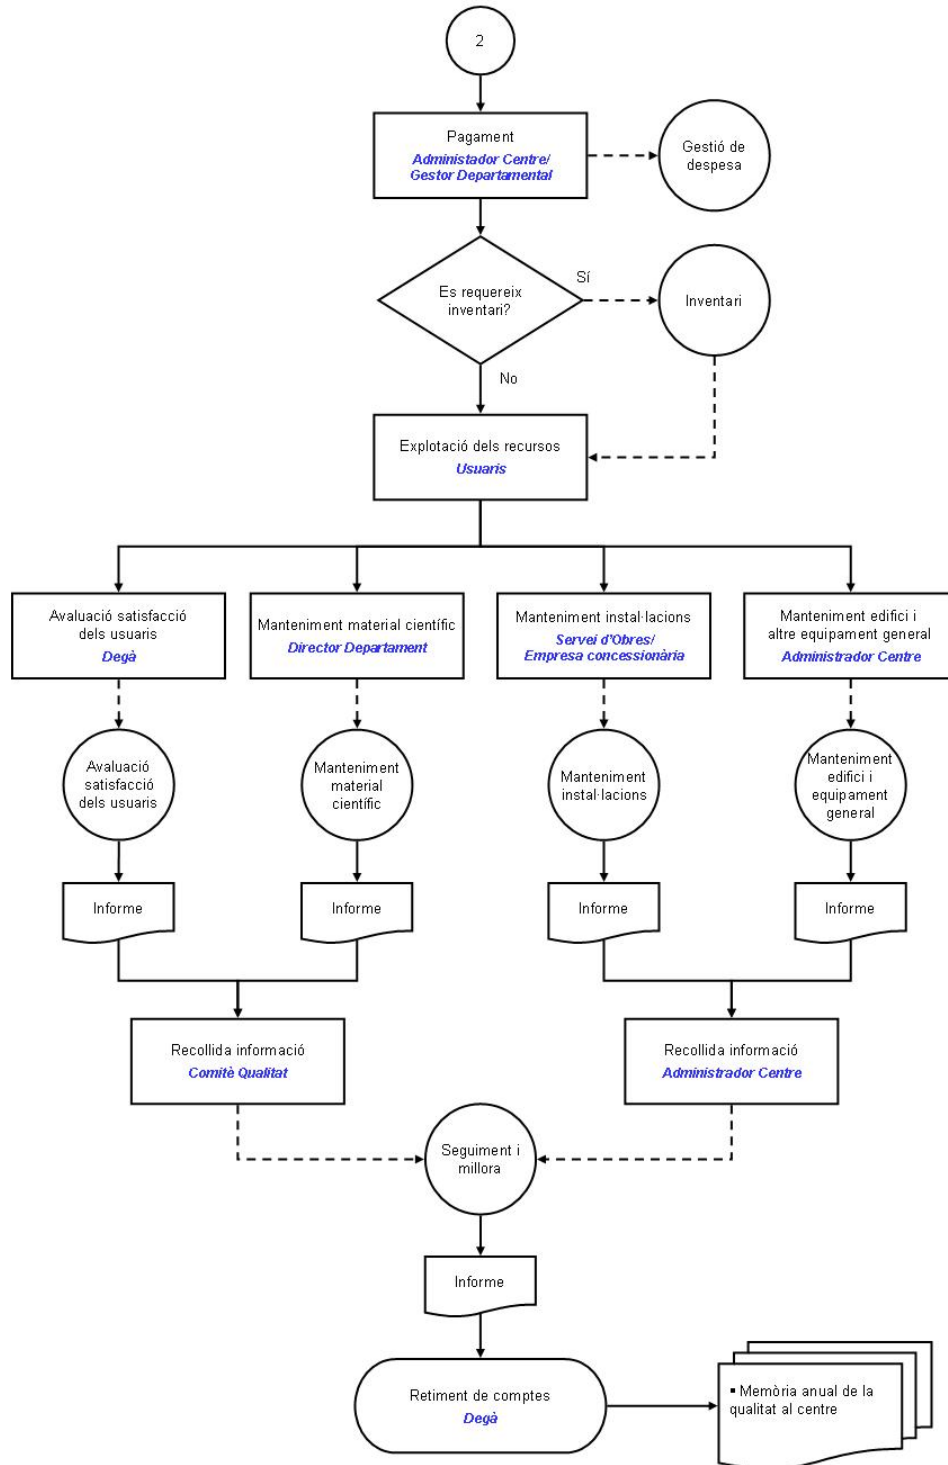 2
Pagament
Administador Centre/
Gestor Departamental
Gestió de
despesa
Es requereix
inventari?
Sí
Inventari
No
Explotació dels recursos
Usuaris
Avaluació satisfacció
dels usuaris
Degà
Manteniment material científic
Director Departament
Manteniment instal·lacions
Servei d'Obres/
Empresa concessionària
Manteniment edifici i
altre equipament general
Administrador Centre
Avaluació
satisfacció
dels usuaris
Manteniment
material
científic
Manteniment
instal·lacions
Manteniment
edifici i
equipament
general
Informe
Informe
Informe
Informe
Recollida informació
Comitè Qualitat
Recollida informació
Administrador Centre
Seguiment i
millora
Informe
Retiment de comptes
Degà
▪ Memòria anual de la
qualitat al centre